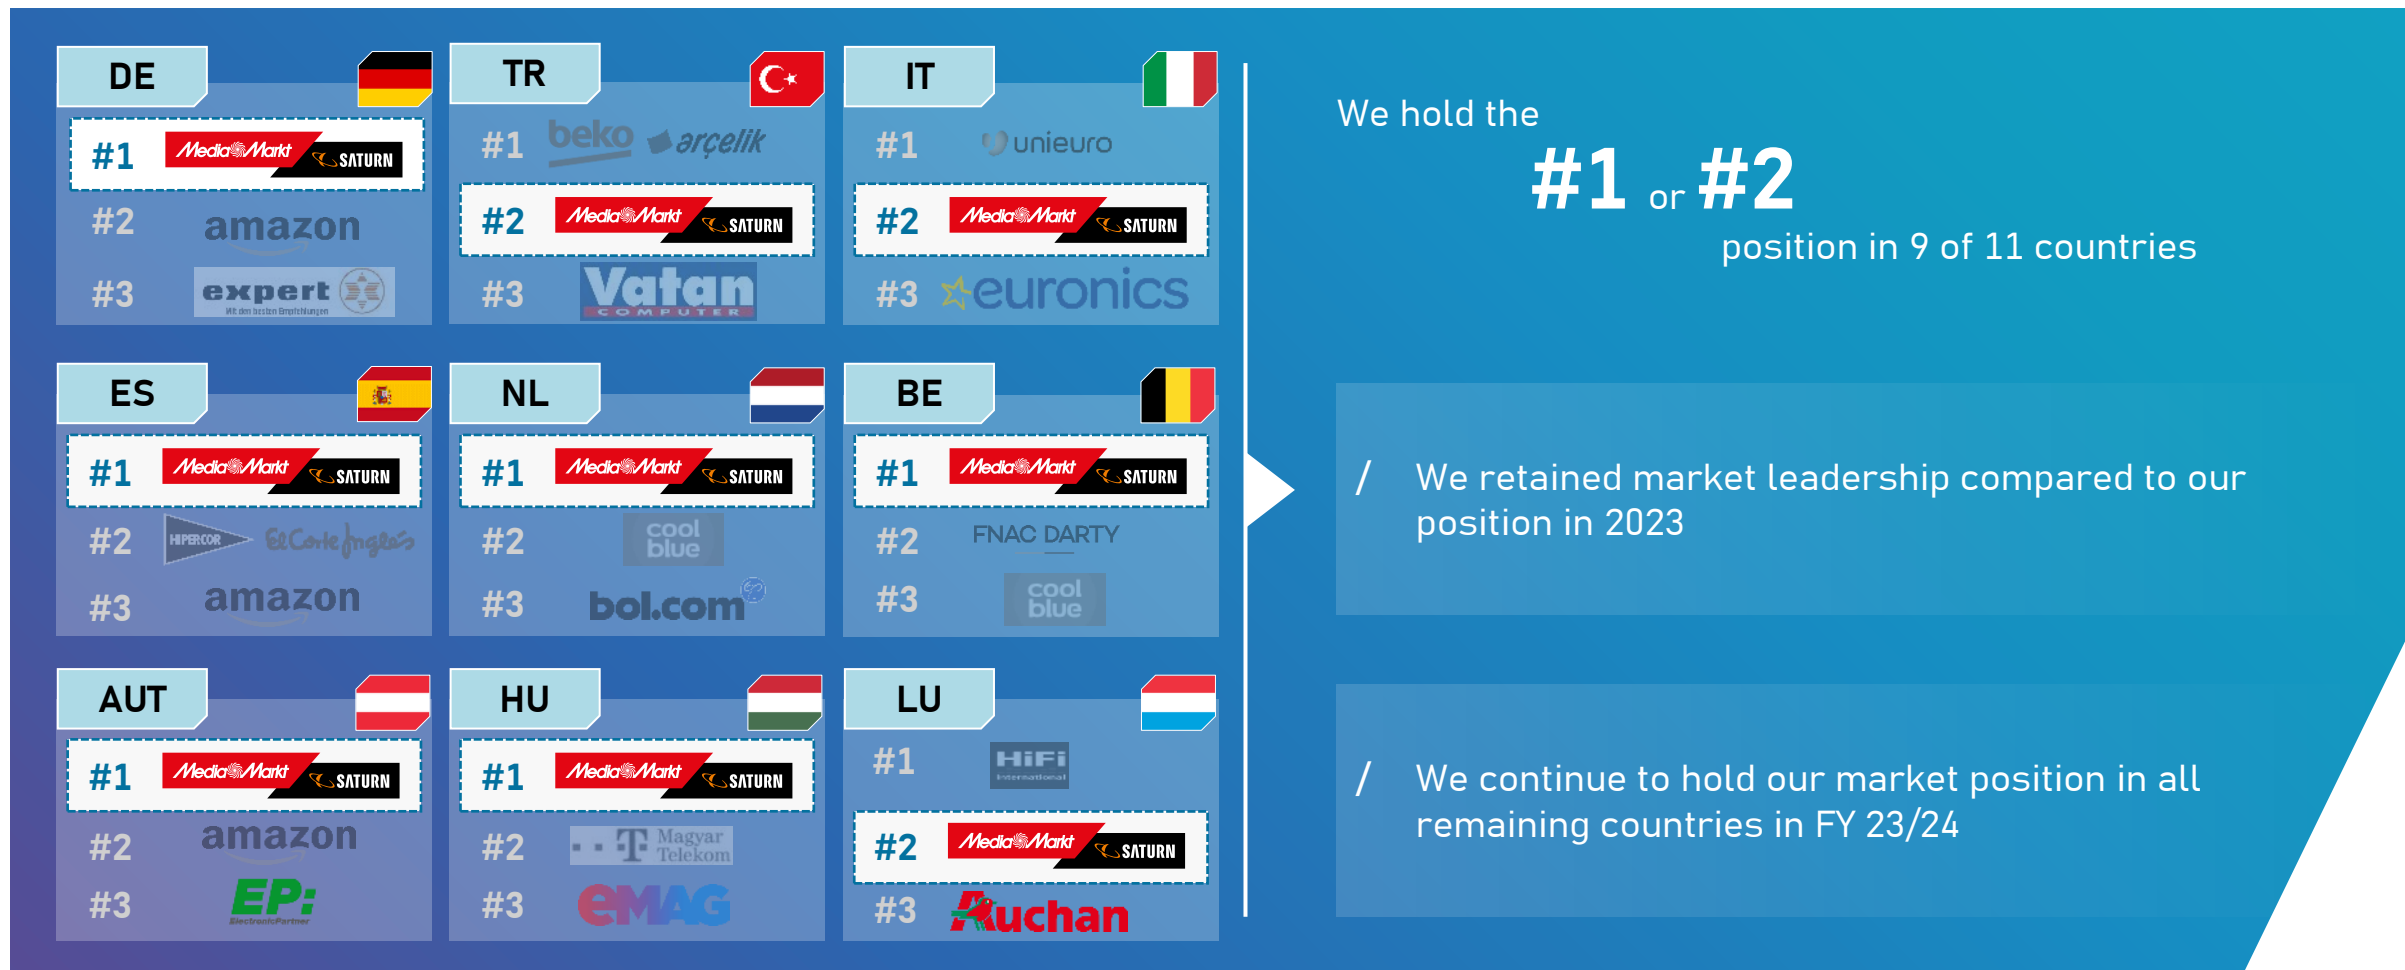 DE
#1 MediaMarkt SATURN
#2 amazon
#3 expert
Mit den besten Empfehlungen
TR
#1 beko arçelik
#2 MediaMarkt SATURN
#3 Vatan
COMPUTER
IT
#1 unieuro
#2 MediaMarkt SATURN
#3 euronics
ES
#1 MediaMarkt SATURN
#2 HIPERCOR El Corte Inglés
#3 amazon
NL
#1 MediaMarkt SATURN
#2 cool
blue
#3 bol.com
BE
#1 MediaMarkt SATURN
#2 FNAC DARTY
#3 cool
blue
AUT
#1 MediaMarkt SATURN
#2 amazon
#3 EP:
ElectronicPartner
HU
#1 MediaMarkt SATURN
#2 T Magyar
Telekom
#3 eMAG
LU
#1 HiFi
International
#2 MediaMarkt SATURN
#3 Auchan
We hold the
#1 or #2
position in 9 of 11 countries
/ We retained market leadership compared to our
position in 2023
/ We continue to hold our market position in all
remaining countries in FY 23/24